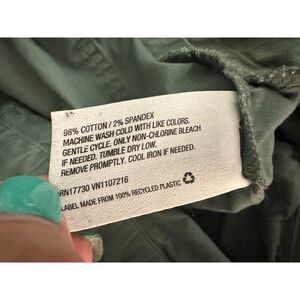 98% COTTON / 2% SPANDEX
MACHINE WASH COLD WITH LIKE COLORS.
GENTLE CYCLE. ONLY NON-CHLORINE BLEACH
IF NEEDED. TUMBLE DRY LOW.
REMOVE PROMPTLY. COOL IRON IF NEEDED.
RN17730 VN1107216
LABEL MADE FROM 100% RECYCLED PLASTIC